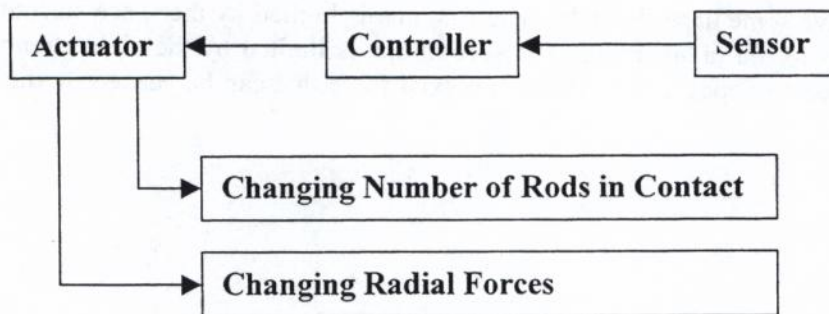 Actuator
Controller
Sensor
Changing Number of Rods in Contact
Changing Radial Forces